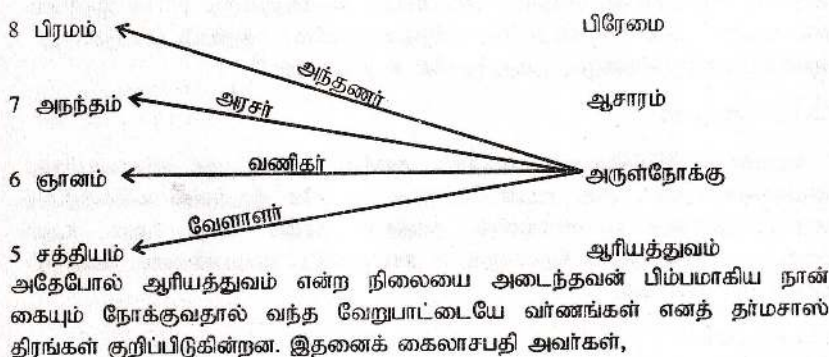 8 பிரமம் பிரேமை
அந்தணர்
7 அநந்தம் அரசர் ஆசாரம்
6 ஞானம் வணிகர் அருள்நோக்கு
வேளாளர்
5 சத்தியம் ஆரியத்துவம்
அதேபோல் ஆரியத்துவம் என்ற நிலையை அடைந்தவன் பிம்பமாகிய நான்
கையும் நோக்குவதால் வந்த வேறுபாட்டையே வர்ணங்கள் எனத் தர்மசாஸ்
திரங்கள் குறிப்பிடுகின்றன. இதனைக் கைலாசபதி அவர்கள்,